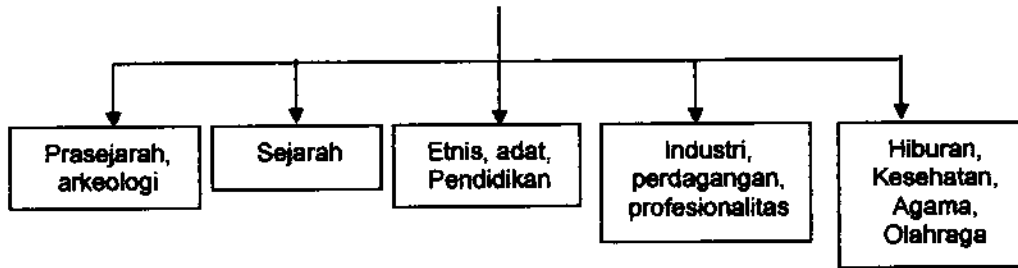 Prasejarah,
arkeologi
Sejarah
Etnis, adat,
Pendidikan
Industri,
perdagangan,
profesionalitas
Hiburan,
Kesehatan,
Agama,
Olahraga